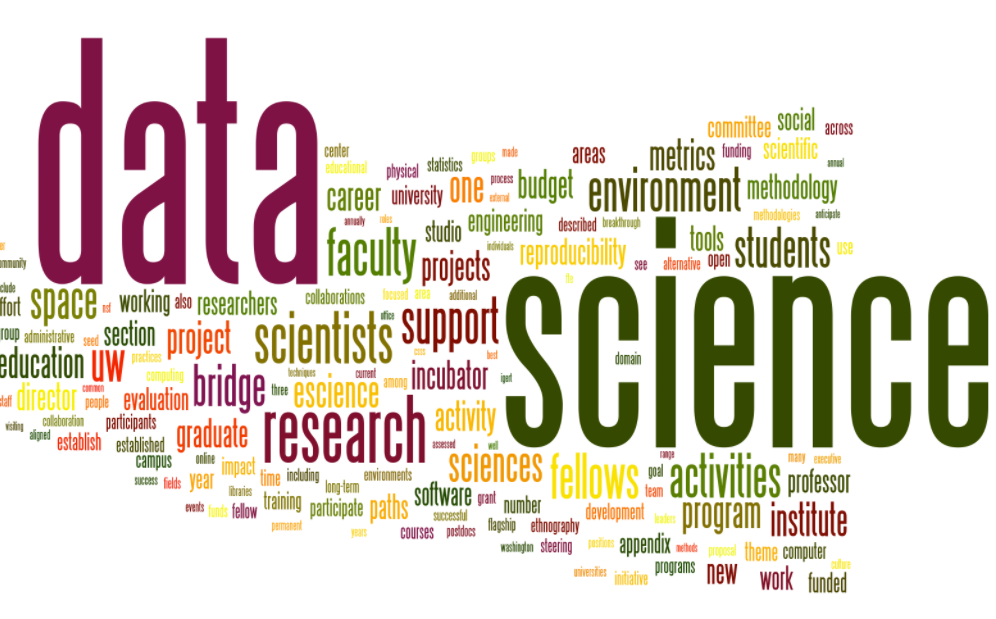 data
science
center
educational
physical
statistics
groups
made
process
external
areas
metrics
committee
social
across
funding
scientific
annual
career
university
one
budget
environment
methodology
annually
roles
studio
engineering
described
breakthrough
methodologies
anticipate
faculty
projects
individuals
reproducibility
see
alternative
tools
open
students
use
the
space
nsf
working
also
researchers
collaborations
focused
area
additional
office
administrative
seed
section
project
scientists
support
education
uw
practices
computing
techniques
current
cess
best
domain
director
common
people
evaluation
bridge
three
escience
among
incubator
visiting
aligned
collaboration
participants
establish
established
graduate
research
activity
assessed
well
campus
online
impact
time
including
environments
sciences
fellows
range
goal
team
activities
many
executive
professor
success
fields
year
libraries
long-term
events
fellow
training
participate
paths
software
grant
number
development
leaders
program
institute
permanent
years
successful
courses
postdocs
flagship
ethnography
washington
steering
positions
appendix
methods
proposal
theme
computer
culture
universities
initiative
programs
new
work
funded